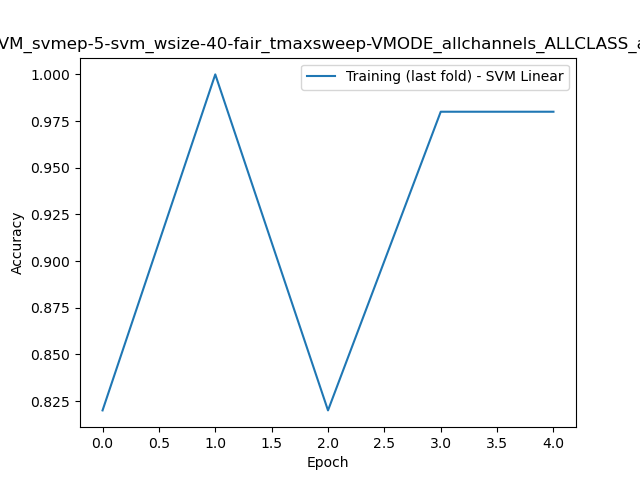 VM_svmep-5-svm_wsize-40-fair_tmaxsweep-VMODE_allchannels_ALLCLASS_a
Training (last fold) - SVM Linear
1.000
0.975
0.950
0.925
0.900
0.875
0.850
0.825
Accuracy
0.0 0.5 1.0 1.5 2.0 2.5 3.0 3.5 4.0
Epoch